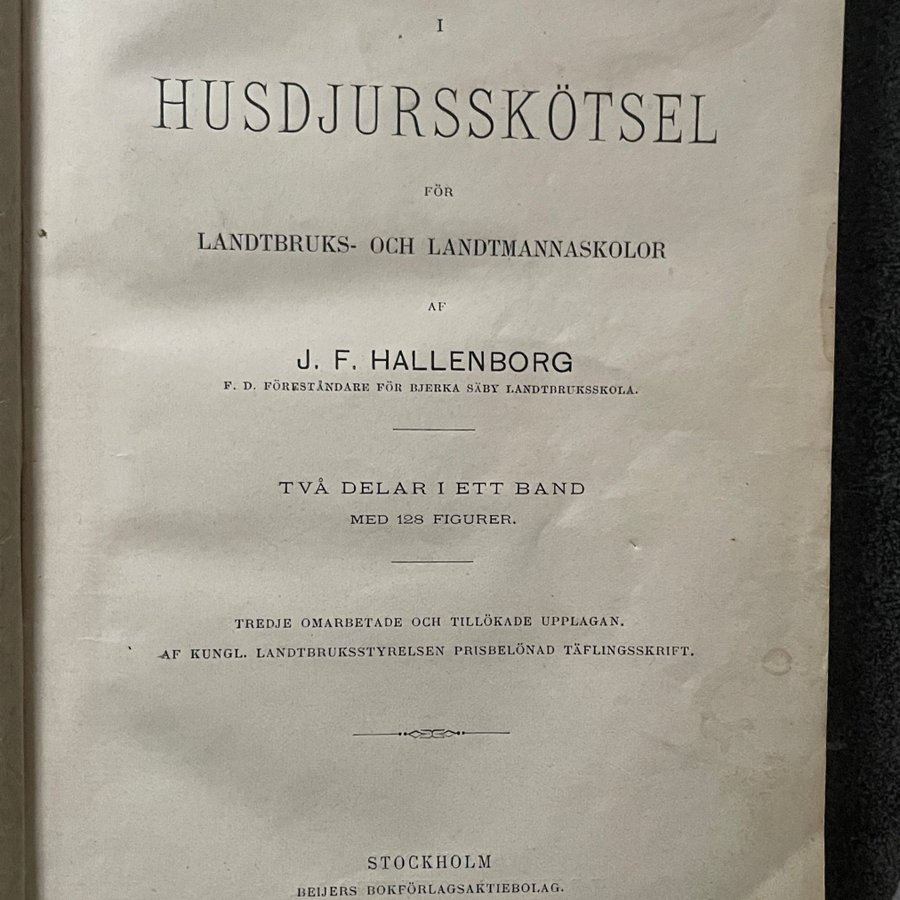 I
HUSDJURSSKÖTSEL
FÖR
LANDTBRUKS- OCH LANDTMANNASKOLOR
AF
J. F. HALLENBORG
F. D. FÖRESTÅNDARE FÖR BJERKA SÄBY LANDTBRUKSSKOLA.
TVÅ DELAR I ETT BAND
MED 128 FIGURER.
TREDJE OMARBETADE OCH TILLÖKADE UPPLAGAN.
AF KUNGL. LANDTBRUKSSTYRELSEN PRISBELÖNAD TÄFLINGSSKRIFT.
STOCKHOLM
BEIJERS BOKFÖRLAGSAKTIEBOLAG.